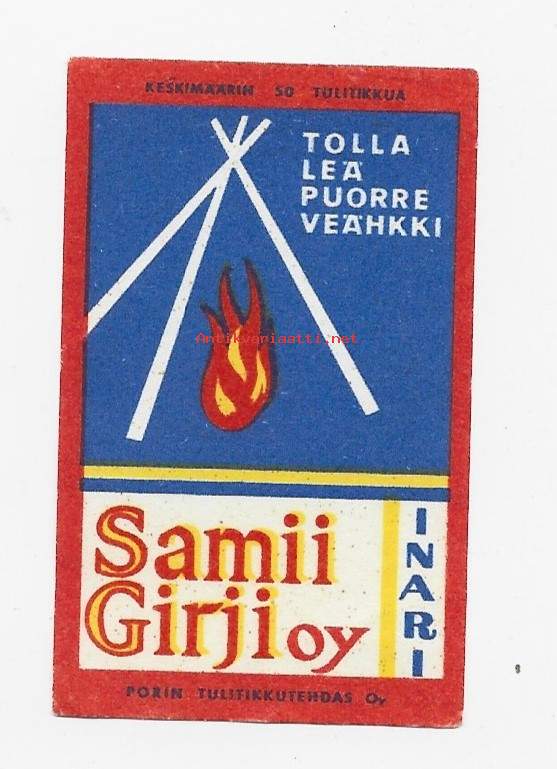 KESKIMÄÄRIN 50 TULITIKKUA
TOLLA
LEÄ
PUORRE
VEÄHKKI
Antikvariaatti.net
Samii
Girji oy
INARI
PORIN TULITIKKUTEHDAS Oy